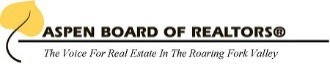 ASPEN BOARD OF REALTORS®
The Voice For Real Estate In The Roaring Fork Valley